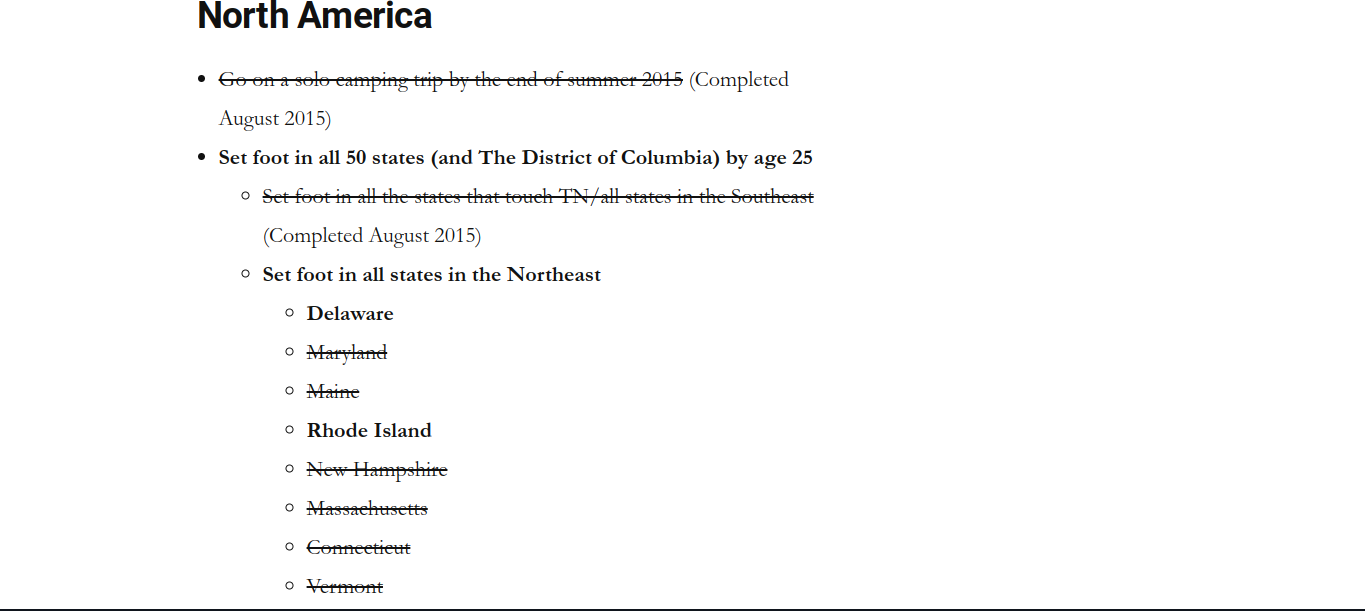 North America
Go on a solo camping trip by the end of summer 2015 (Completed
August 2015)
Set foot in all 50 states (and The District of Columbia) by age 25
Set foot in all the states that touch TN/all states in the Southeast
(Completed August 2015)
Set foot in all states in the Northeast
Delaware
Maryland
Maine
Rhode Island
New Hampshire
Massachusetts
Connecticut
Vermont